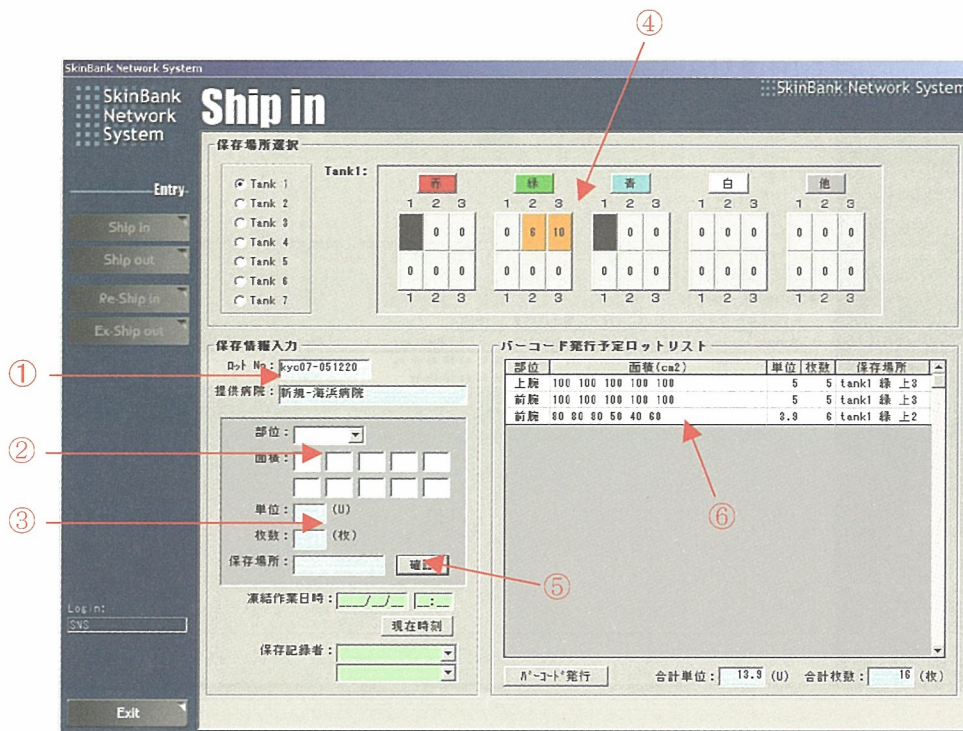 ④
SkinBank Network System
SkinBank
Network
System
Ship in
SkinBank Network System
Entry
Ship in
Ship out
Re-Ship in
Ex-Ship out
Login:
SNS
Exit
保存場所選択
Tank 1
Tank 2
Tank 3
Tank 4
Tank 5
Tank 6
Tank 7
Tank1:
赤 緑 青 白 他
1 2 3 1 2 3 1 2 3 1 2 3 1 2 3
0 0 0 6 10 0 0 0 0 0 0 0 0
0 0 0 0 0 0 0 0 0 0 0 0 0 0 0
1 2 3 1 2 3 1 2 3 1 2 3 1 2 3
保存情報入力
① ロット No: kyo07-051220
提供病院: 新規-海浜病院
部位:
② 面積:
単位: (U)
③ 枚数: (枚)
保存場所: 確認
⑤
凍結作業日時: ____/__/__ __:__
現在時刻
保存記録者:
バーコード発行予定ロットリスト
部位 面積(cm2) 単位 枚数 保存場所
上腕 100 100 100 100 100 5 5 tank1 緑 上3
前腕 100 100 100 100 100 5 5 tank1 緑 上3
前腕 80 80 80 50 40 60 3.9 6 tank1 緑 上2
⑥
バーコード発行 合計単位: 13.9 (U) 合計枚数: 16 (枚)